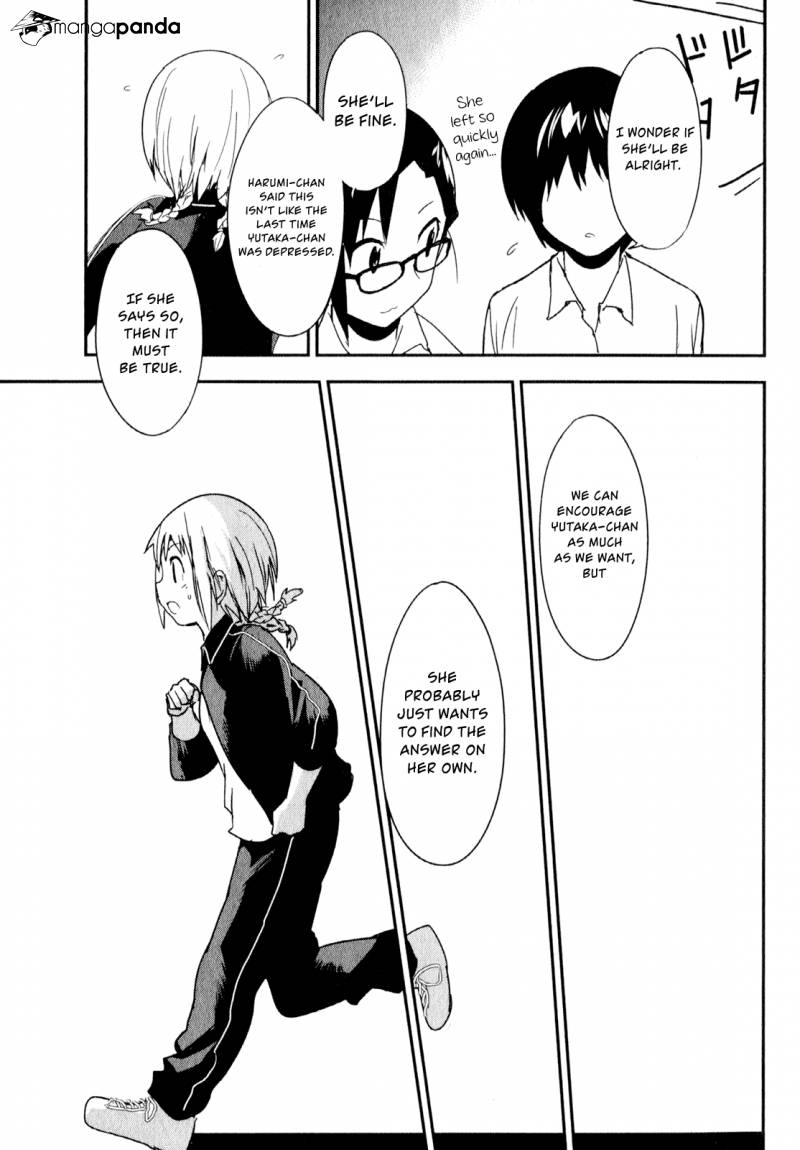 mangapanda
ドドド
タタ
I WONDER IF
SHE'LL BE
ALRIGHT.
She
left so
quickly
again...
SHE'LL
BE FINE.
HARUMI-CHAN
SAID THIS
ISN'T LIKE THE
LAST TIME
YUTAKA-CHAN
WAS DEPRESSED.
IF SHE
SAYS SO,
THEN IT
MUST
BE TRUE.
WE CAN
ENCOURAGE
YUTAKA-CHAN
AS MUCH
AS WE WANT,
BUT
SHE
PROBABLY
JUST WANTS
TO FIND THE
ANSWER ON
HER OWN.